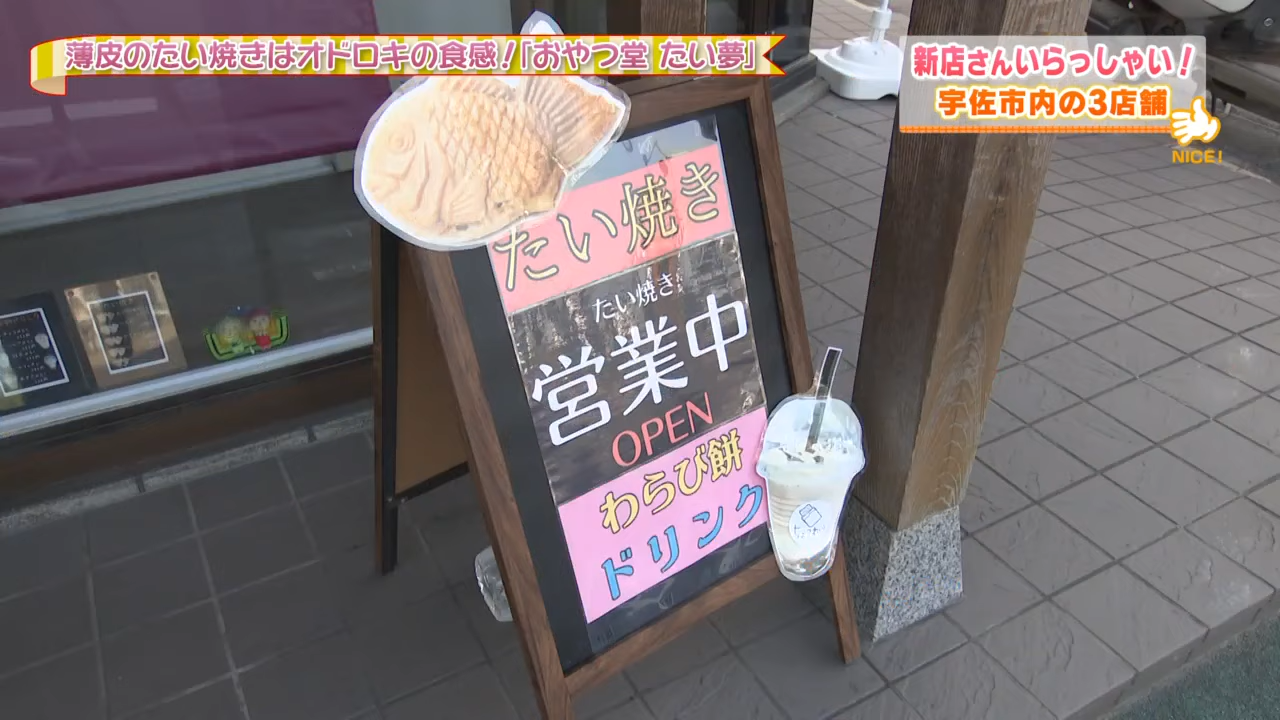 薄皮のたい焼きはオドロキの食感！「おやつ堂 たい夢」
新店さんいらっしゃい！
宇佐市内の3店舗
NICE!
たい焼き
たい焼き
営業中
OPEN
わらび餅
ドリンク